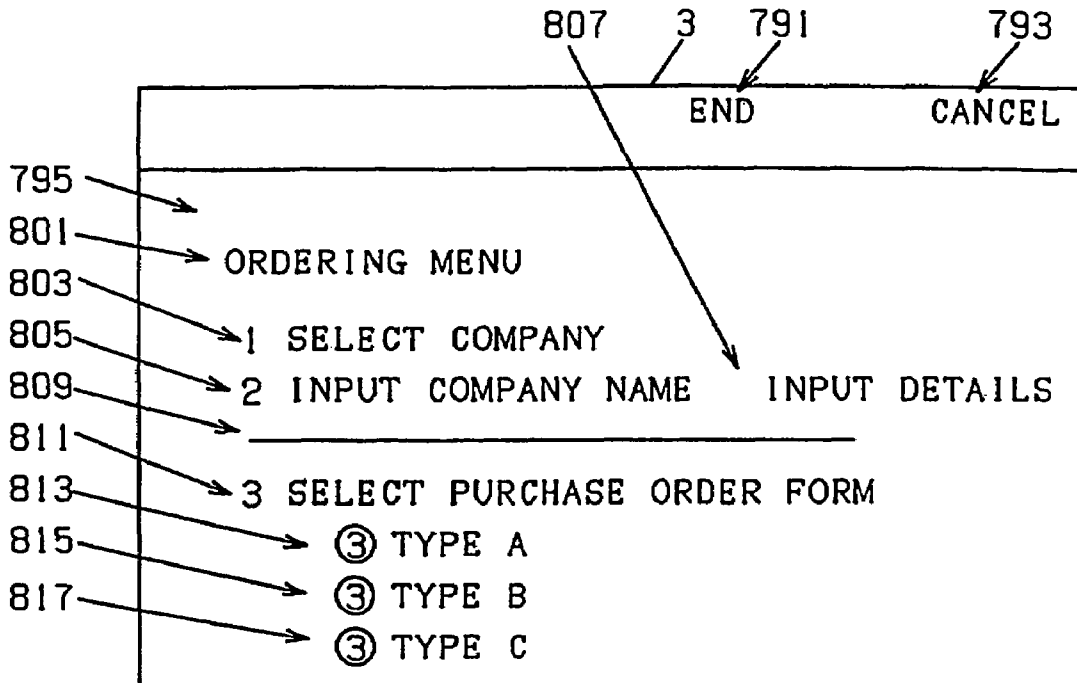 807 3 791 793
END CANCEL
795
801 ORDERING MENU
803
805 1 SELECT COMPANY
809 2 INPUT COMPANY NAME INPUT DETAILS
811
813 3 SELECT PURCHASE ORDER FORM
815 ③ TYPE A
817 ③ TYPE B
③ TYPE C